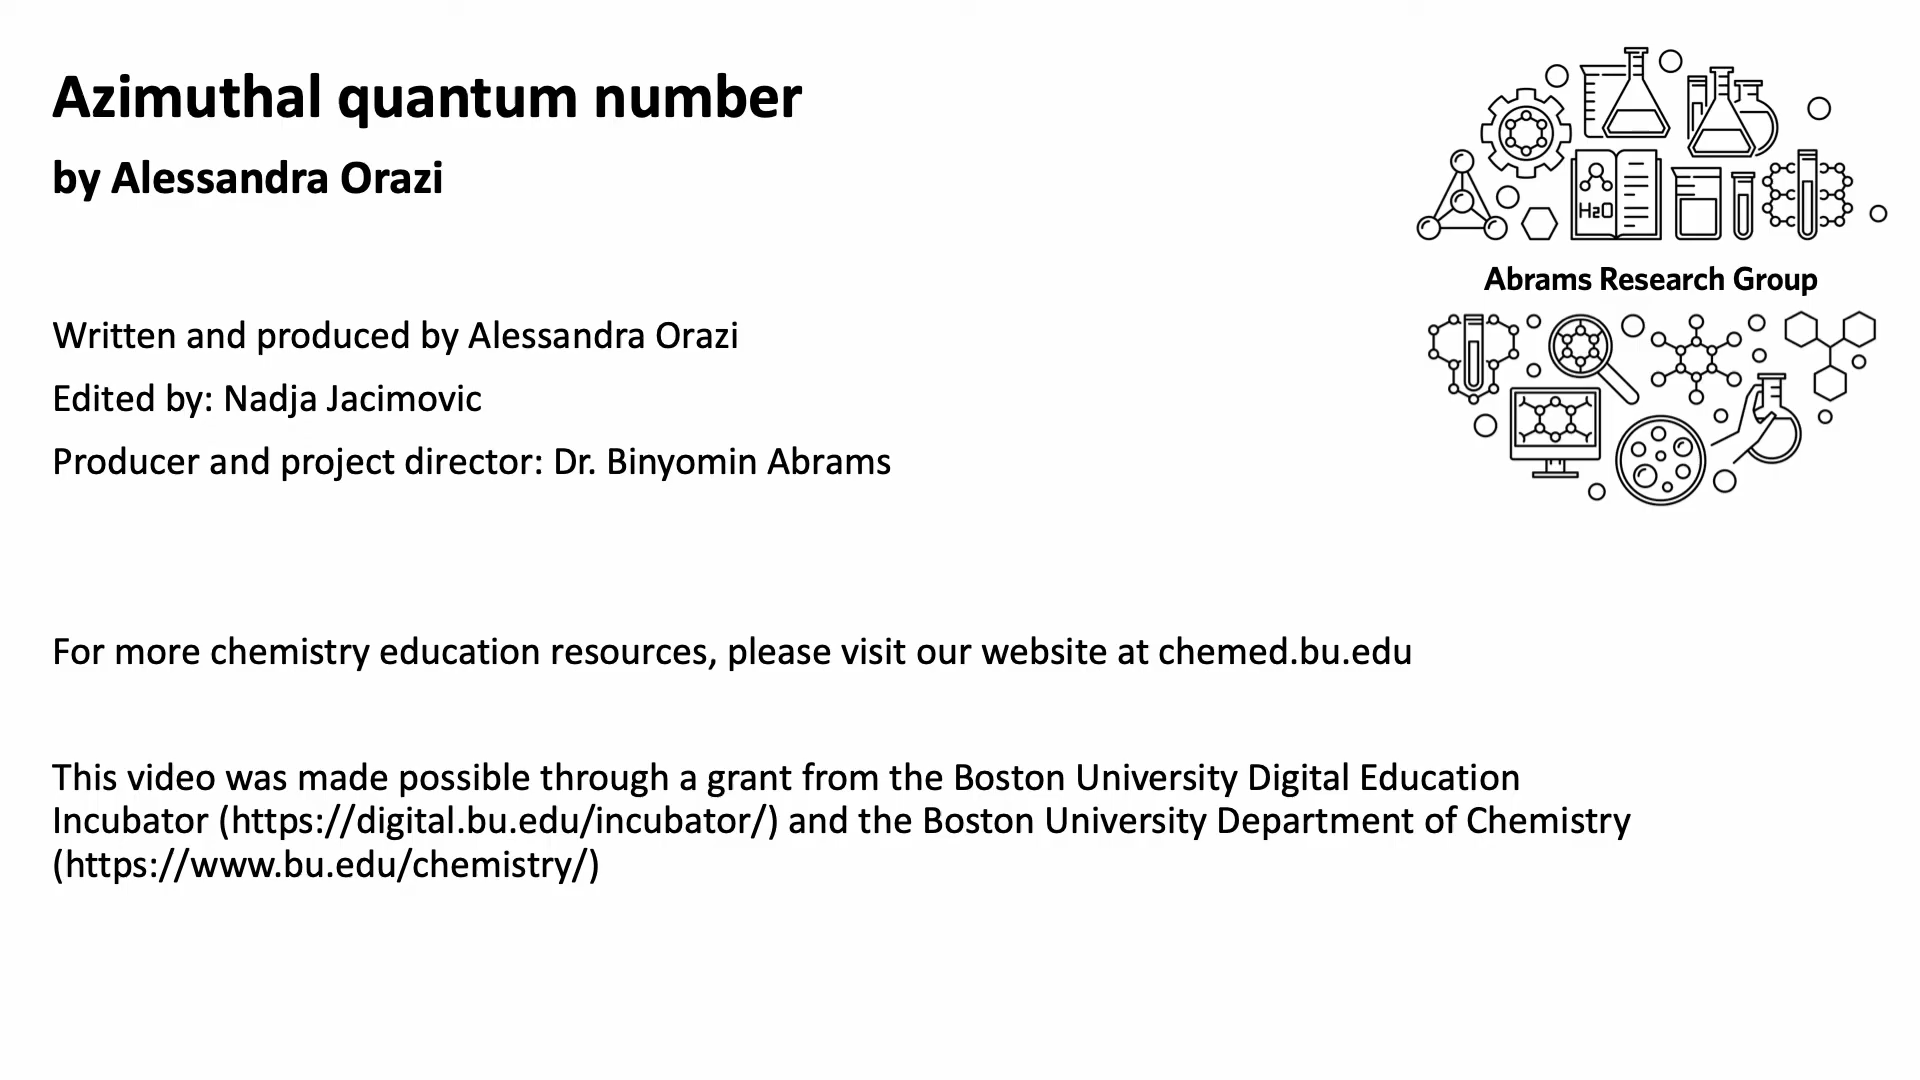 Azimuthal quantum number
by Alessandra Orazi
H2O
Abrams Research Group
Written and produced by Alessandra Orazi
Edited by: Nadja Jacimovic
Producer and project director: Dr. Binyomin Abrams
For more chemistry education resources, please visit our website at chemed.bu.edu
This video was made possible through a grant from the Boston University Digital Education
Incubator (https://digital.bu.edu/incubator/) and the Boston University Department of Chemistry
(https://www.bu.edu/chemistry/)